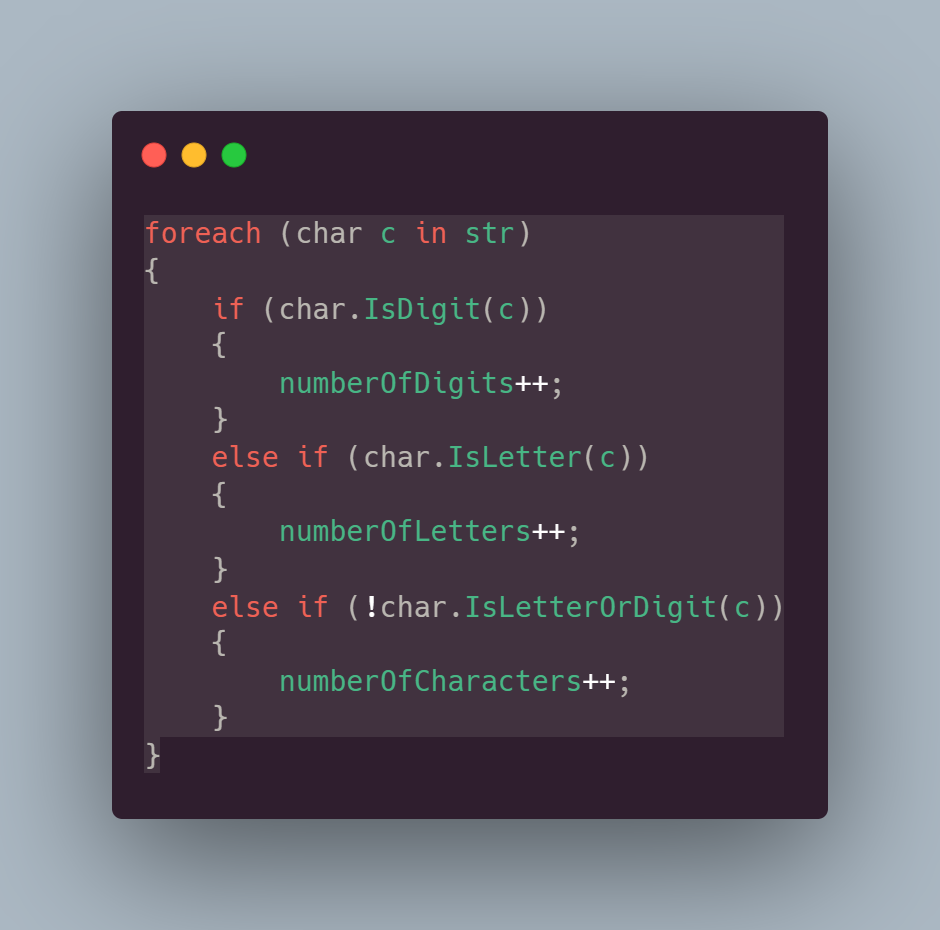 foreach (char c in str)
{
    if (char.IsDigit(c))
    {
        numberOfDigits++;
    }
    else if (char.IsLetter(c))
    {
        numberOfLetters++;
    }
    else if (!char.IsLetterOrDigit(c))
    {
        numberOfCharacters++;
    }
}